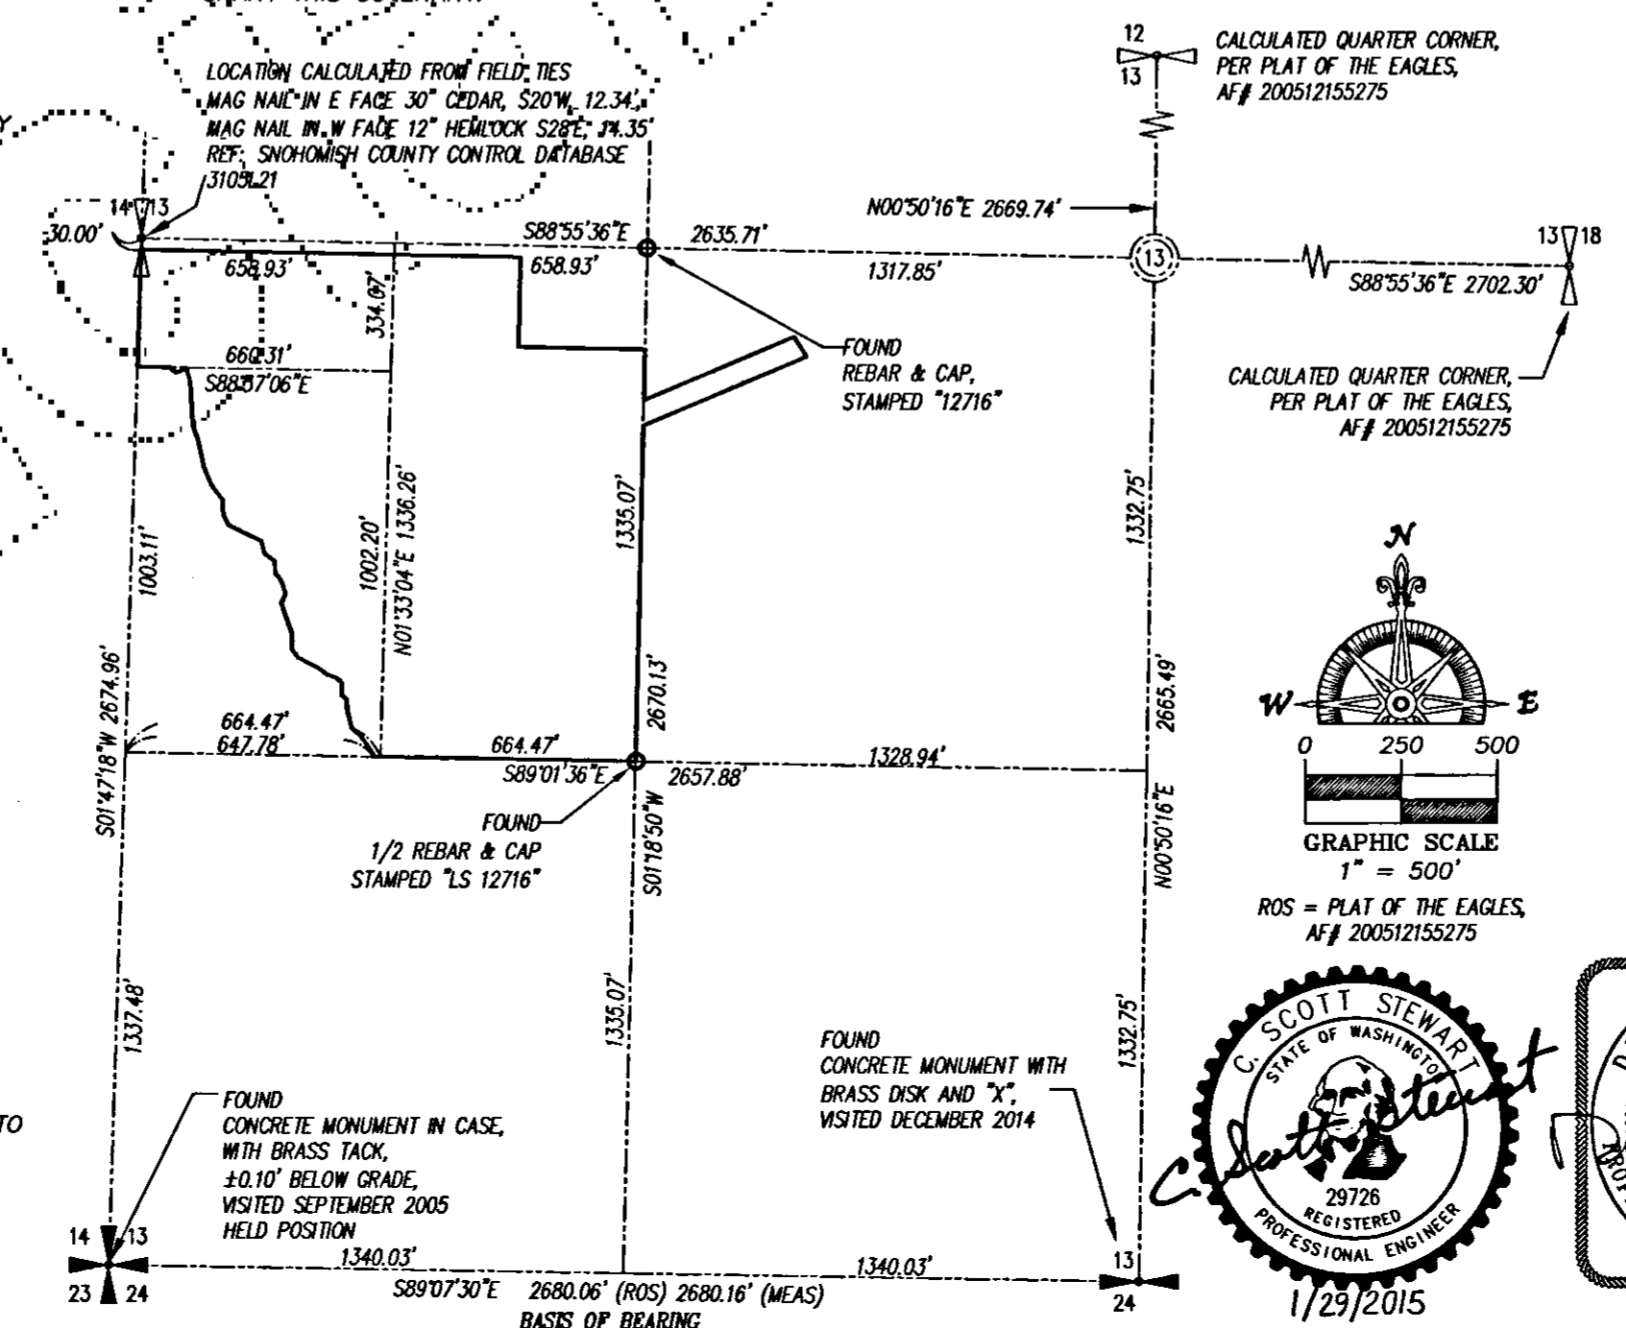 LOCATION CALCULATED FROM FIELD TIES
MAG NAIL IN E FACE 30" CEDAR, S20°W, 12.34',
MAG NAIL IN W FACE 12" HEMLOCK S28°E, 14.35'
REF: SNOHOMISH COUNTY CONTROL DATABASE
12
13
CALCULATED QUARTER CORNER,
PER PLAT OF THE EAGLES,
AF# 200512155275
14 13
30.00'
S88°55'36"E 2635.71'
658.93'
658.93'
1317.85'
N00°50'16"E 2669.74'
13
13 18
S88°55'36"E 2702.30'
334.07'
660.31'
S88°57'06"E
FOUND
REBAR & CAP,
STAMPED "12716"
CALCULATED QUARTER CORNER,
PER PLAT OF THE EAGLES,
AF# 200512155275
1003.11'
1002.20'
N01°33'04"E 1336.26'
1335.07'
1332.75'
N
W E
S01°47'18"W 2674.96'
2670.13'
2665.49'
664.47'
647.78'
664.47'
S89°01'36"E 2657.88'
1328.94'
0 250 500
GRAPHIC SCALE
1" = 500'
ROS = PLAT OF THE EAGLES,
AF# 200512155275
FOUND
1/2 REBAR & CAP
STAMPED "LS 12716"
S01°18'50"W
N00°50'16"E
1337.48'
1335.07'
1332.75'
TO
FOUND
CONCRETE MONUMENT IN CASE,
WITH BRASS TACK,
±0.10' BELOW GRADE,
VISITED SEPTEMBER 2005
HELD POSITION
FOUND
CONCRETE MONUMENT WITH
BRASS DISK AND "X",
VISITED DECEMBER 2014
14 13
23 24
1340.03'
1340.03'
13
24
S89°07'30"E 2680.06' (ROS) 2680.16' (MEAS)
BASIS OF BEARING
C. SCOTT STEWART
STATE OF WASHINGTON
C. Scott Stewart
29726
REGISTERED
PROFESSIONAL ENGINEER
1/29/2015